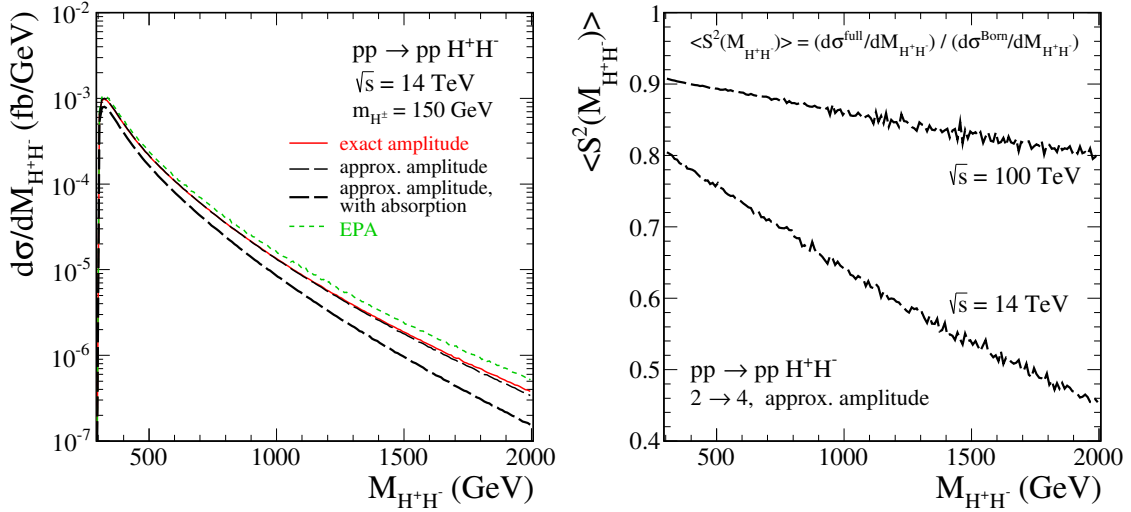 dσ/dM_{H⁺H⁻} (fb/GeV)
10⁻²
10⁻³
10⁻⁴
10⁻⁵
10⁻⁶
10⁻⁷
pp → pp H⁺H⁻
√s = 14 TeV
m_{H±} = 150 GeV
exact amplitude
approx. amplitude
approx. amplitude,
with absorption
EPA
500 1000 1500 2000
M_{H⁺H⁻} (GeV)
<S²(M_{H⁺H⁻})>
1
0.9
0.8
0.7
0.6
0.5
0.4
<S²(M_{H⁺H⁻})> = (dσ^{full}/dM_{H⁺H⁻}) / (dσ^{Born}/dM_{H⁺H⁻})
√s = 100 TeV
√s = 14 TeV
pp → pp H⁺H⁻
2 → 4, approx. amplitude
500 1000 1500 2000
M_{H⁺H⁻} (GeV)